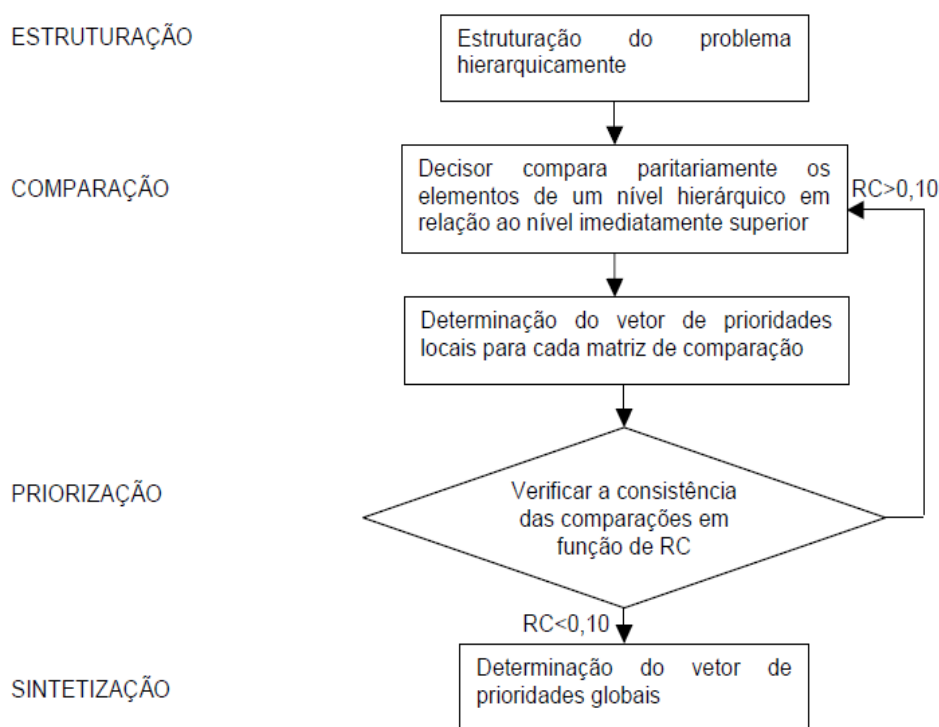 ESTRUTURAÇÃO
Estruturação do problema
hierarquicamente
COMPARAÇÃO
Decisor compara paritariamente os
elementos de um nível hierárquico em
relação ao nível imediatamente superior
RC>0,10
Determinação do vetor de prioridades
locais para cada matriz de comparação
PRIORIZAÇÃO
Verificar a consistência
das comparações em
função de RC
RC<0,10
SINTETIZAÇÃO
Determinação do vetor de
prioridades globais